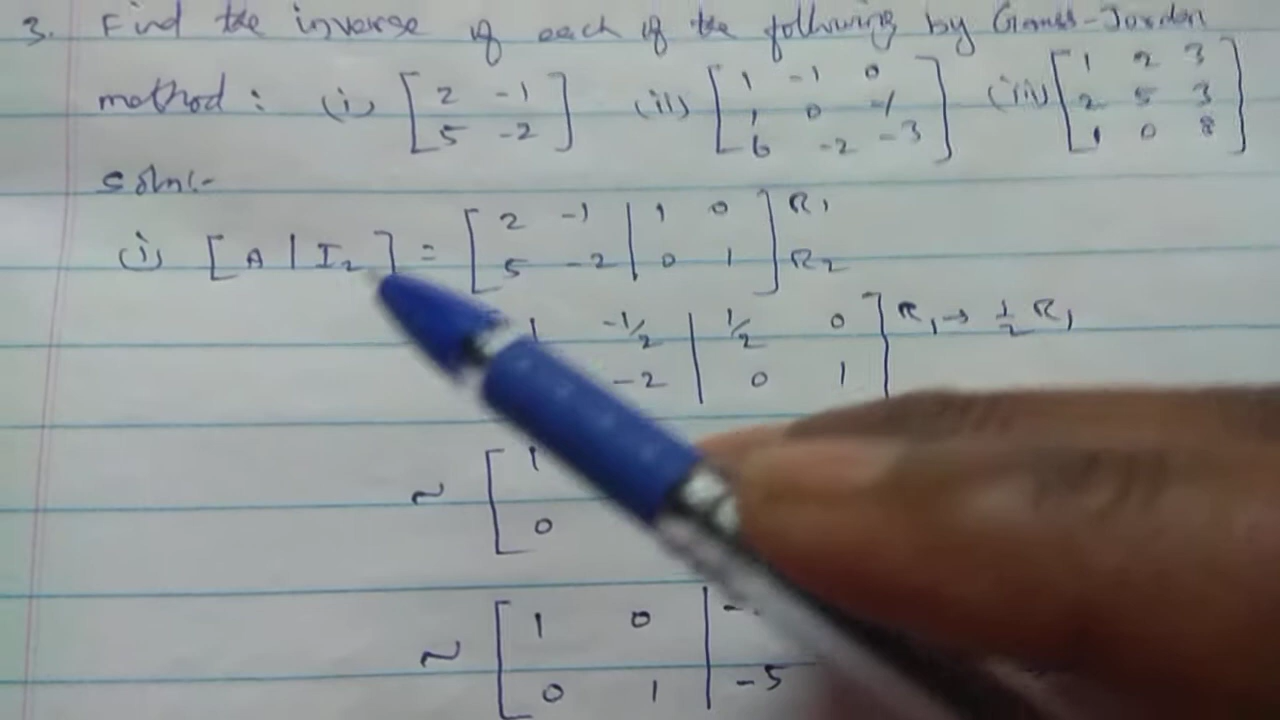 3. Find the inverse of each of the following by Gauss-Jordan
method: (i) [2 -1; 5 -2] (ii) [1 -1 0; 1 0 -1; 6 -2 -3] (iii) [1 2 3; 2 5 3; 1 0 8]
Soln:-
(i) [A | I₂] = [2 -1 | 1 0; 5 -2 | 0 1] R₁ R₂
1 -1/2 | 1/2 0 ] R₁ → 1/2 R₁
-2 | 0 1
~ [ 1
0
~ [ 1 0 | -
0 1 | -5